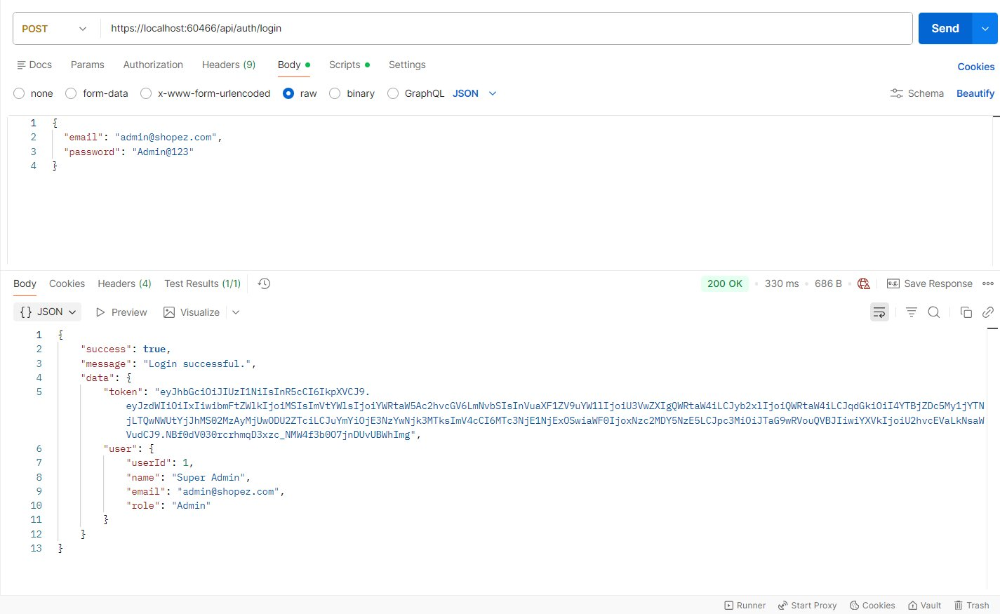 POST https://localhost:60466/api/auth/login Send
Docs Params Authorization Headers (9) Body Scripts Settings Cookies
none form-data x-www-form-urlencoded raw binary GraphQL JSON Schema Beautify
1 {
2 "email": "admin@shopez.com",
3 "password": "Admin@123"
4 }
Body Cookies Headers (4) Test Results (1/1) 200 OK 330 ms 686 B e.g. Save Response
{} JSON Preview Visualize
1 {
2 "success": true,
3 "message": "Login successful.",
4 "data": {
5 "token": "eyJhbGciOiJIUzI1NiIsInR5cCI6IkpXVCJ9.
eyJzdWIiOiIxIiwibmFtZWlkIjoiMSIsImVtYWlsIjoiYWRtaW5Ac2hvcGV6LmNvbSIsInVuaXF1ZV9uYW1lIjoiU3VwZXIgQWRtaW4iLCJyb2xlIjoiQWRtaW4iLCJqdGkiOiI4YTBjZDc5My1jYTN
jLTQwNWUtYjJhMS02MzAyMjUwODU2ZTciLCJuYmYiOjE3NzYwNjk3MTksImV4cCI6MTc3NjE1NjExOSwiaWF0IjoxNzc2MDY5NzE5LCJpc3MiOiJTaG9wRVouQVBJIiwiYXVkIjoiU2hvcEVaLkNsaW
VudCJ9.NBf0dV030rcrhmqD3xzc_NMW4f3b0O7jnDUvUBWhImg",
6 "user": {
7 "userId": 1,
8 "name": "Super Admin",
9 "email": "admin@shopez.com",
10 "role": "Admin"
11 }
12 }
13 }
Runner Start Proxy Cookies Vault Trash